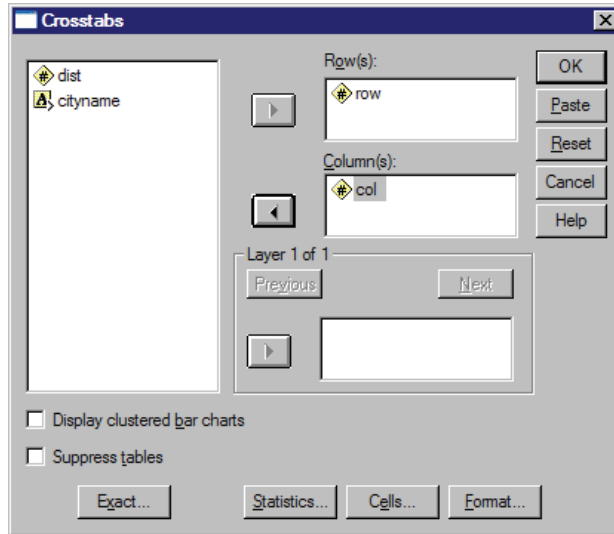 Crosstabs
dist
cityname
Row(s):
row
Column(s):
col
Layer 1 of 1
Previous
Next
OK
Paste
Reset
Cancel
Help
Display clustered bar charts
Suppress tables
Exact...
Statistics...
Cells...
Format...